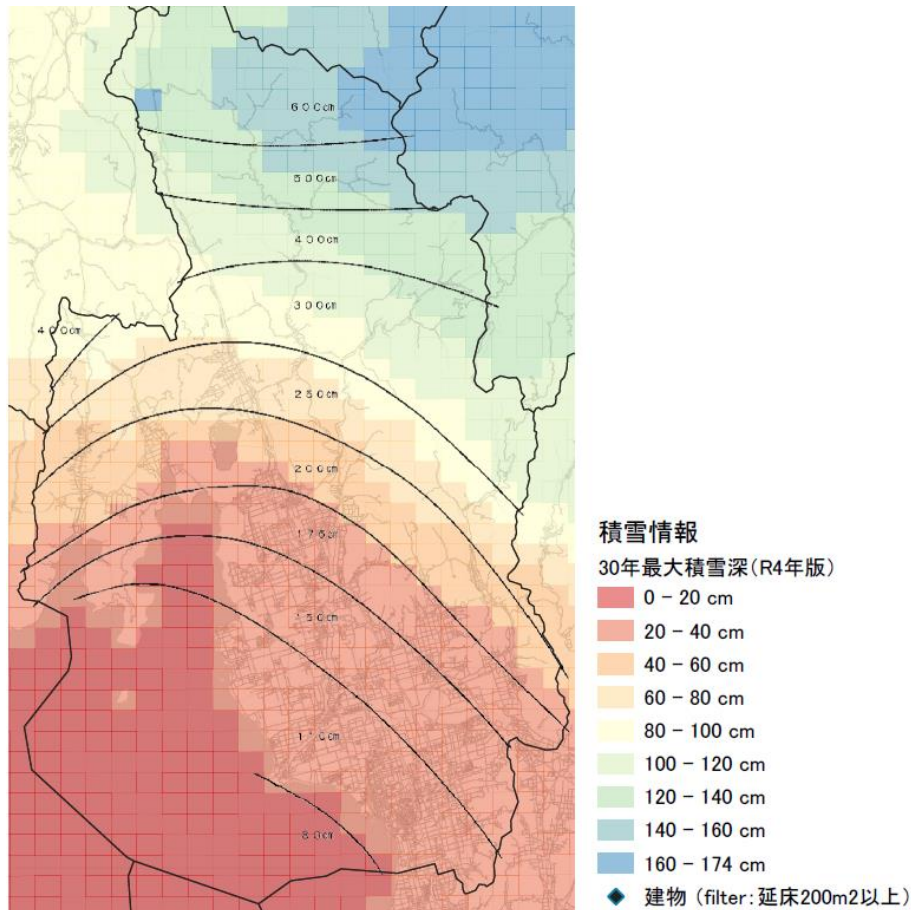 600cm
500cm
400cm
300cm
400cm
250cm
200cm
175cm
150cm
110cm
80cm
積雪情報
30年最大積雪深(R4年版)
0 − 20 cm
20 − 40 cm
40 − 60 cm
60 − 80 cm
80 − 100 cm
100 − 120 cm
120 − 140 cm
140 − 160 cm
160 − 174 cm
建物 (filter:延床200m2以上)